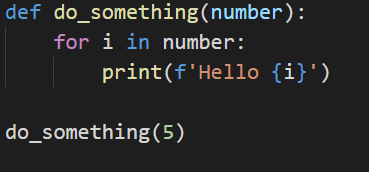 def do_something(number):
    for i in number:
        print(f'Hello {i}')
do_something(5)